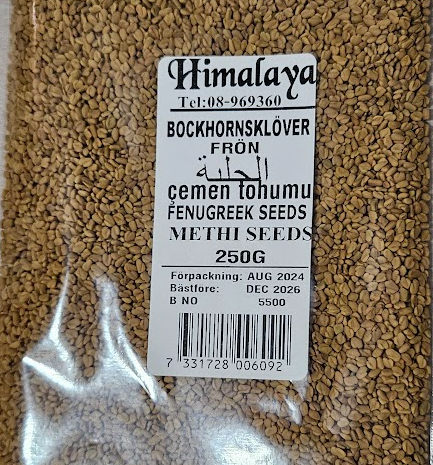 Himalaya
Tel:08-969360
BOCKHORNSKLÖVER
FRÖN
الحلبة
çemen tohumu
FENUGREEK SEEDS
METHI SEEDS
250G
Förpackning: AUG 2024
Bästfore: DEC 2026
B NO 5500
7 331728 006092